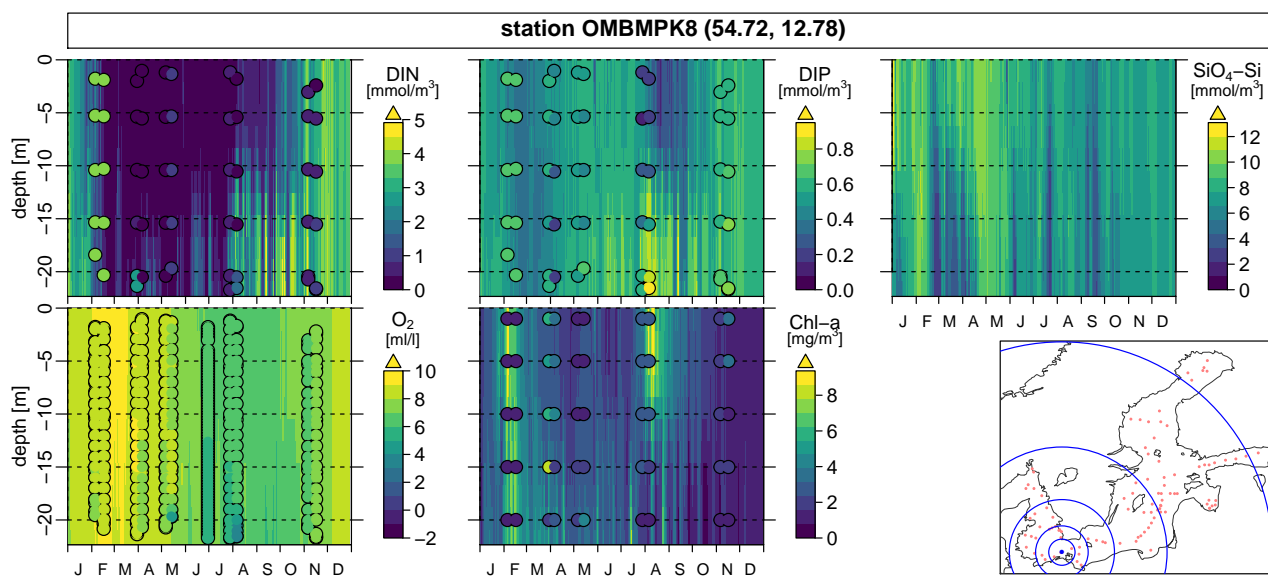 station OMBMPK8 (54.72, 12.78)
depth [m]
0
−5
−10
−15
−20
DIN
[mmol/m³]
5
4
3
2
1
0
DIP
[mmol/m³]
0.8
0.6
0.4
0.2
0.0
SiO₄−Si
[mmol/m³]
12
10
8
6
4
2
0
J F M A M J J A S O N D
depth [m]
0
−5
−10
−15
−20
O₂
[ml/l]
10
8
6
4
2
0
−2
J F M A M J J A S O N D
Chl−a
[mg/m³]
8
6
4
2
0
J F M A M J J A S O N D